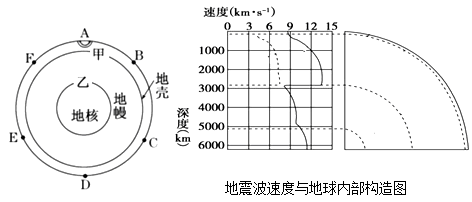 A
甲
F
B
乙
地壳
地幔
地核
E
C
D
速度(km·s⁻¹)
0 3 6 9 12 15
1000
2000
3000
4000
5000
6000
深度(km)
地震波速度与地球内部构造图